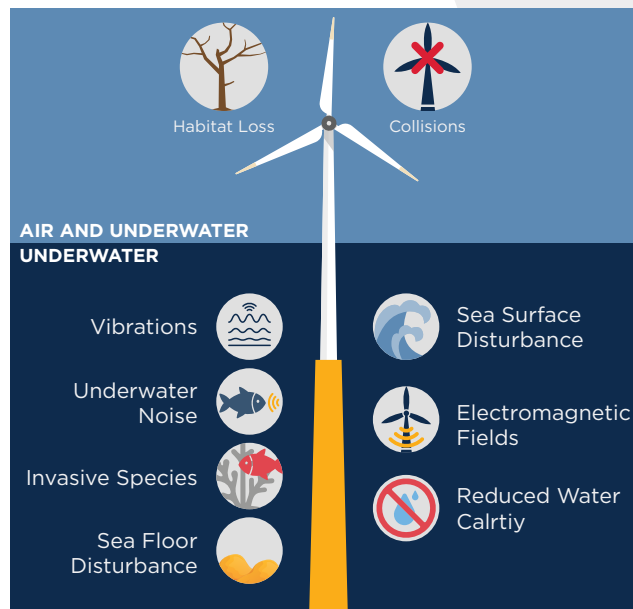 Habitat Loss
Collisions
AIR AND UNDERWATER
UNDERWATER
Vibrations
Underwater
Noise
Invasive Species
Sea Floor
Disturbance
Sea Surface
Disturbance
Electromagnetic
Fields
Reduced Water
Calrtiy